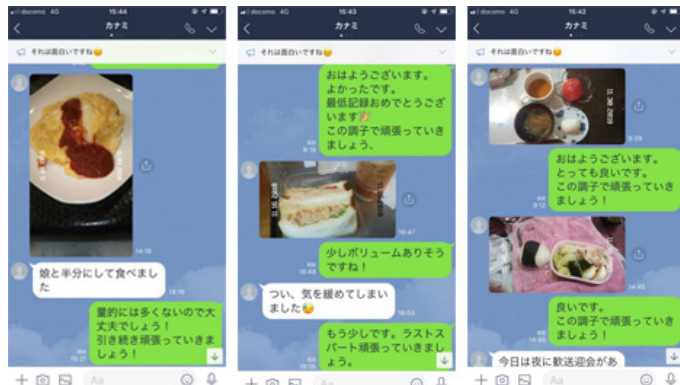 docomo 4G
15:44
カナミ
それは面白いですね😄
14:16
娘と半分にして食べまし
た
14:16
量的には多くないので大
丈夫でしょう！
引き続き頑張っていきま
しょう！
Aa
docomo 4G
15:43
カナミ
それは面白いですね😄
おはようございます。
よかったです。
最低記録おめでとうござ
います🎉
この調子で頑張っていき
ましょう、
16:47
少しボリュームありそう
ですね！
つい、気を緩めてしまい
ました😓
18:03
もう少しです。ラストス
パート頑張っていきまし
ょう。
Aa
docomo 4G
15:42
カナミ
それは面白いですね😄
9:09
おはようございます。
とっても良いです。
この調子で頑張っていき
ましょう！
9:12
14:45
良いです。
この調子で頑張っていき
ましょう！
今日は夜に歓送迎会があ
Aa